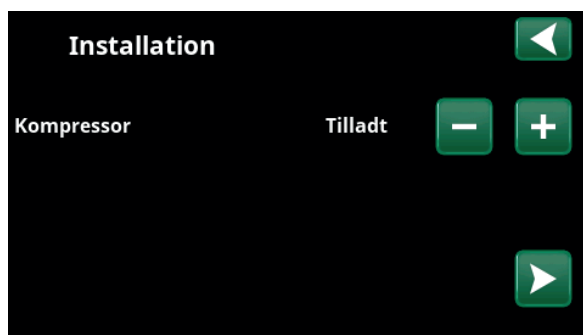 Installation
Kompressor Tilladt − +